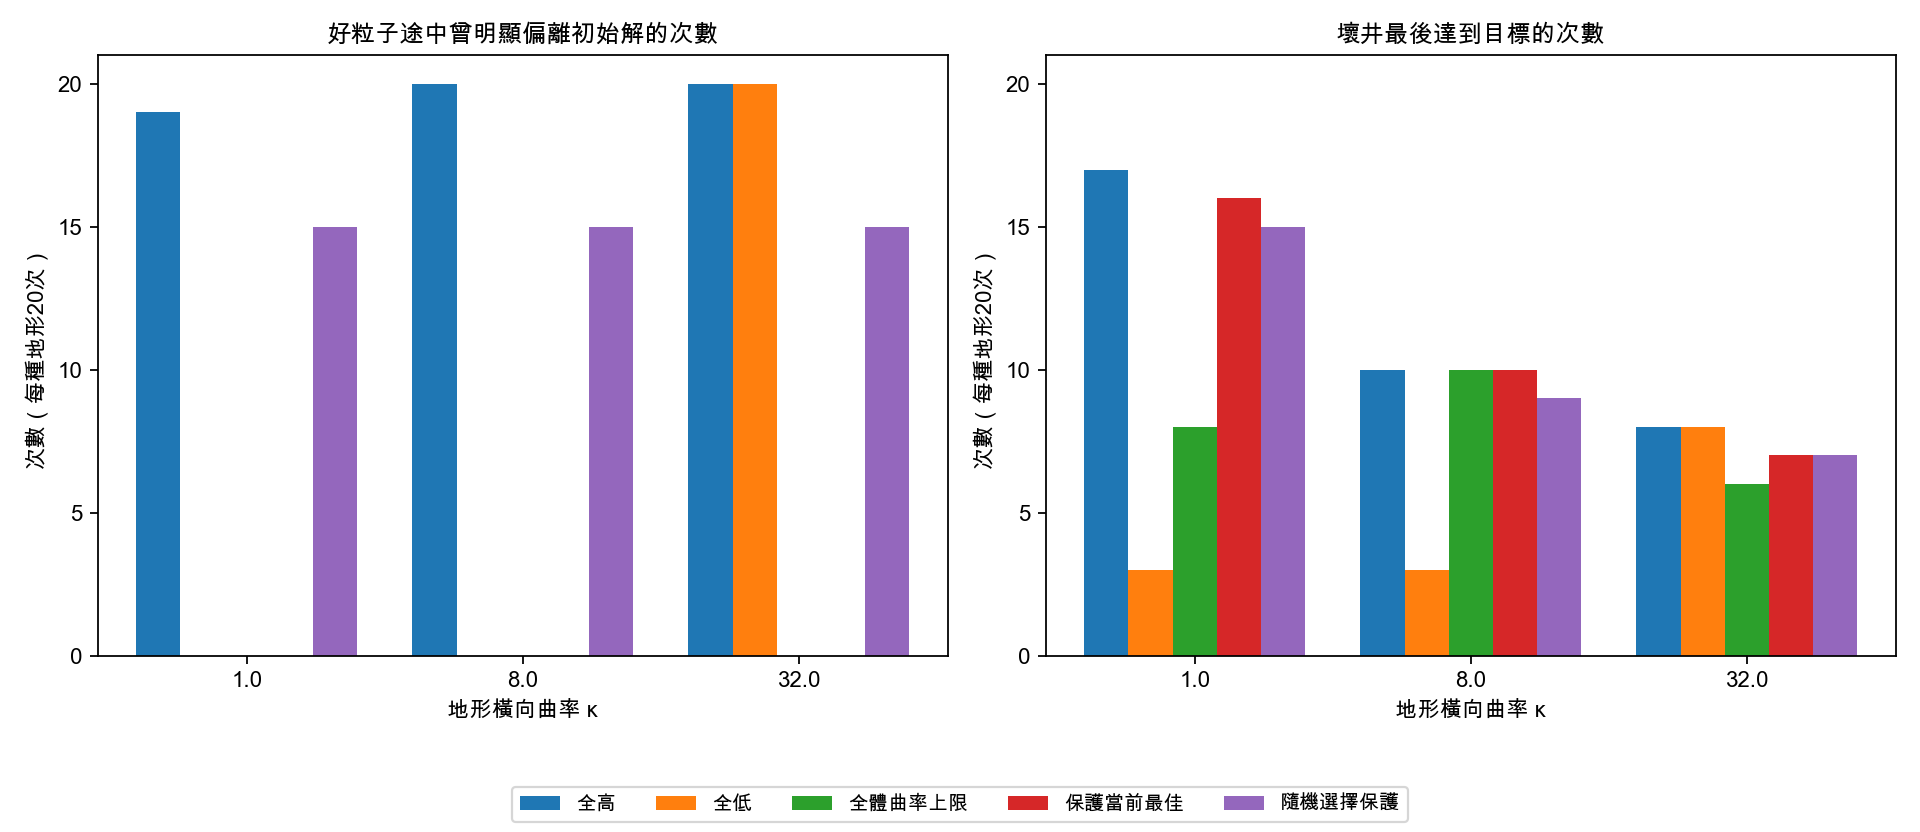 好粒子途中曾明顯偏離初始解的次數
次數（每種地形20次）
20
15
10
5
0
1.0
8.0
32.0
地形橫向曲率 κ
壞井最後達到目標的次數
次數（每種地形20次）
20
15
10
5
0
1.0
8.0
32.0
地形橫向曲率 κ
全高
全低
全體曲率上限
保護當前最佳
隨機選擇保護